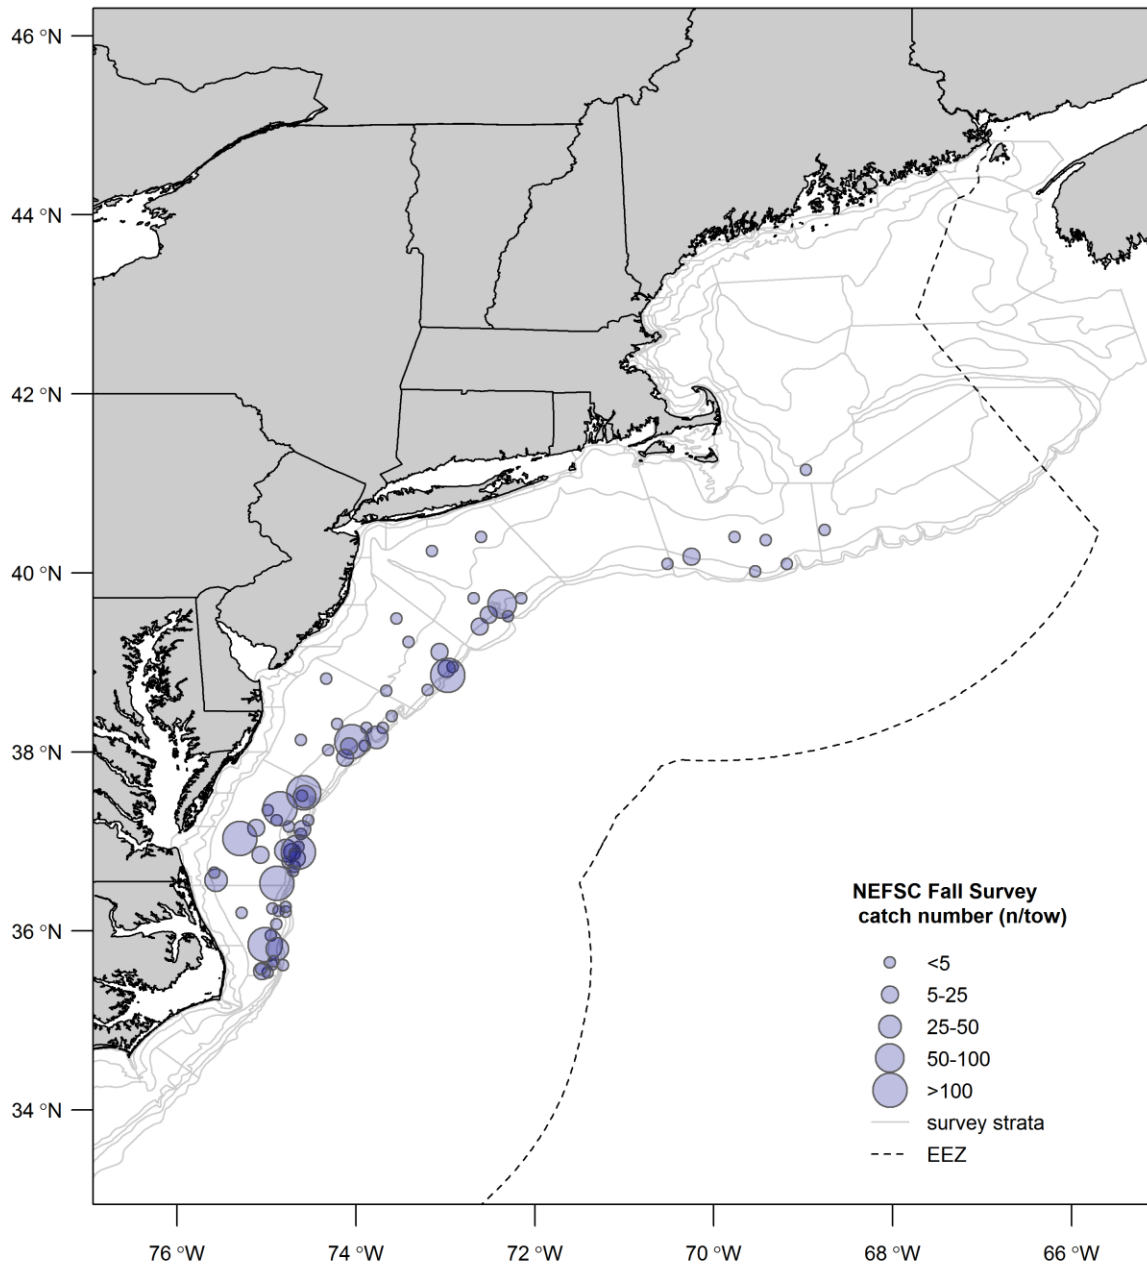 46 °N
44 °N
42 °N
40 °N
38 °N
36 °N
34 °N
NEFSC Fall Survey
catch number (n/tow)
<5
5-25
25-50
50-100
>100
survey strata
EEZ
76 °W
74 °W
72 °W
70 °W
68 °W
66 °W